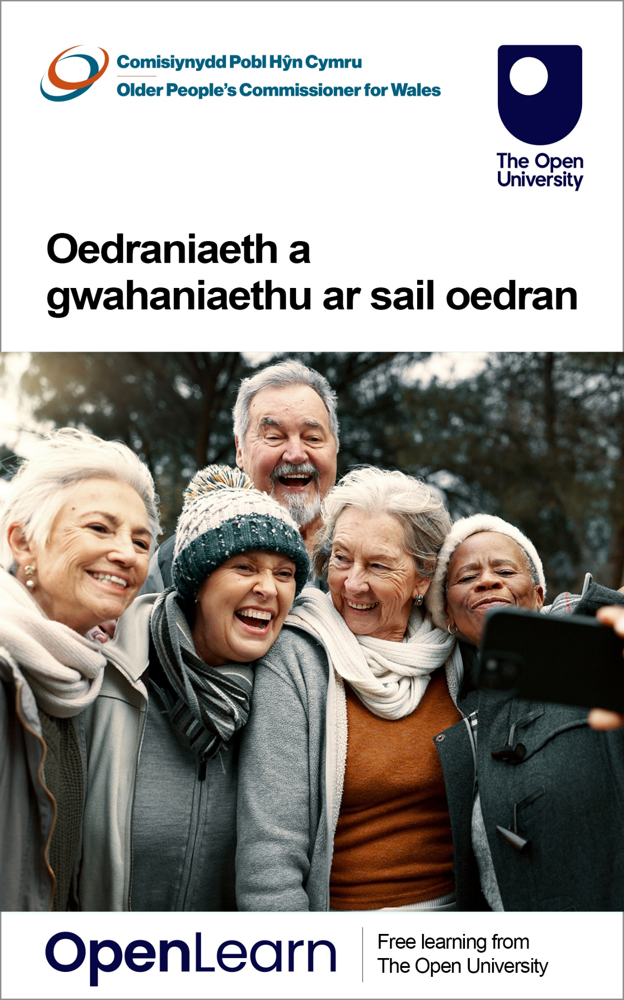 Comisiynydd Pobl Hŷn Cymru
Older People’s Commissioner for Wales
The Open
University
Oedraniaeth a
gwahaniaethu ar sail oedran
OpenLearn
Free learning from
The Open University